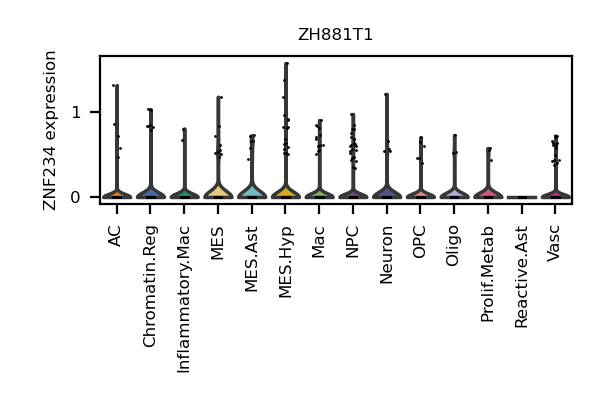 ZH881T1
ZNF234 expression
1
0
AC
Chromatin.Reg
Inflammatory.Mac
MES
MES.Ast
MES.Hyp
Mac
NPC
Neuron
OPC
Oligo
Prolif.Metab
Reactive.Ast
Vasc